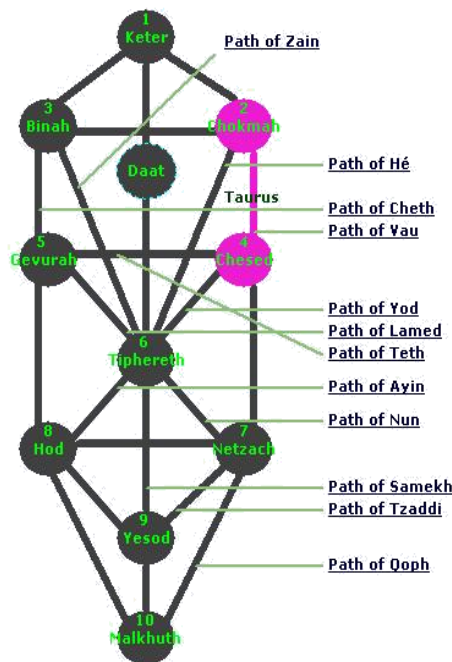 1
Keter
Path of Zain
3
Binah
2
Chokmah
Daat
Path of Hé
Taurus
Path of Cheth
Path of Vau
5
Gevurah
4
Chesed
Path of Yod
Path of Lamed
6
Tiphereth
Path of Teth
Path of Ayin
Path of Nun
8
Hod
7
Netzach
Path of Samekh
Path of Tzaddi
9
Yesod
Path of Qoph
10
Malkhuth